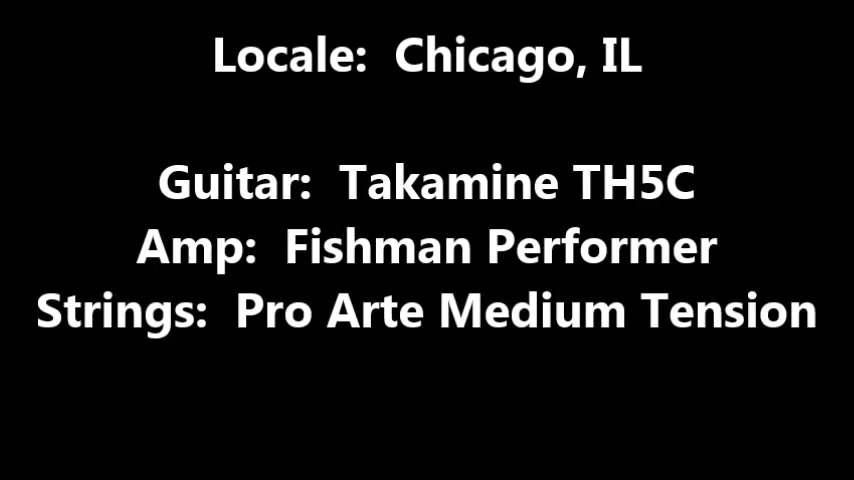 Locale:  Chicago, IL
Guitar:  Takamine TH5C
Amp:  Fishman Performer
Strings:  Pro Arte Medium Tension